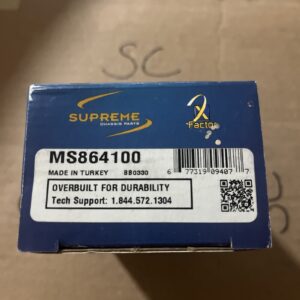 SC
SUPREME
CHASSIS PARTS
X
Factor
MS864100
MADE IN TURKEY BB0330
6 77319 09407 7
OVERBUILT FOR DURABILITY
Tech Support: 1.844.572.1304